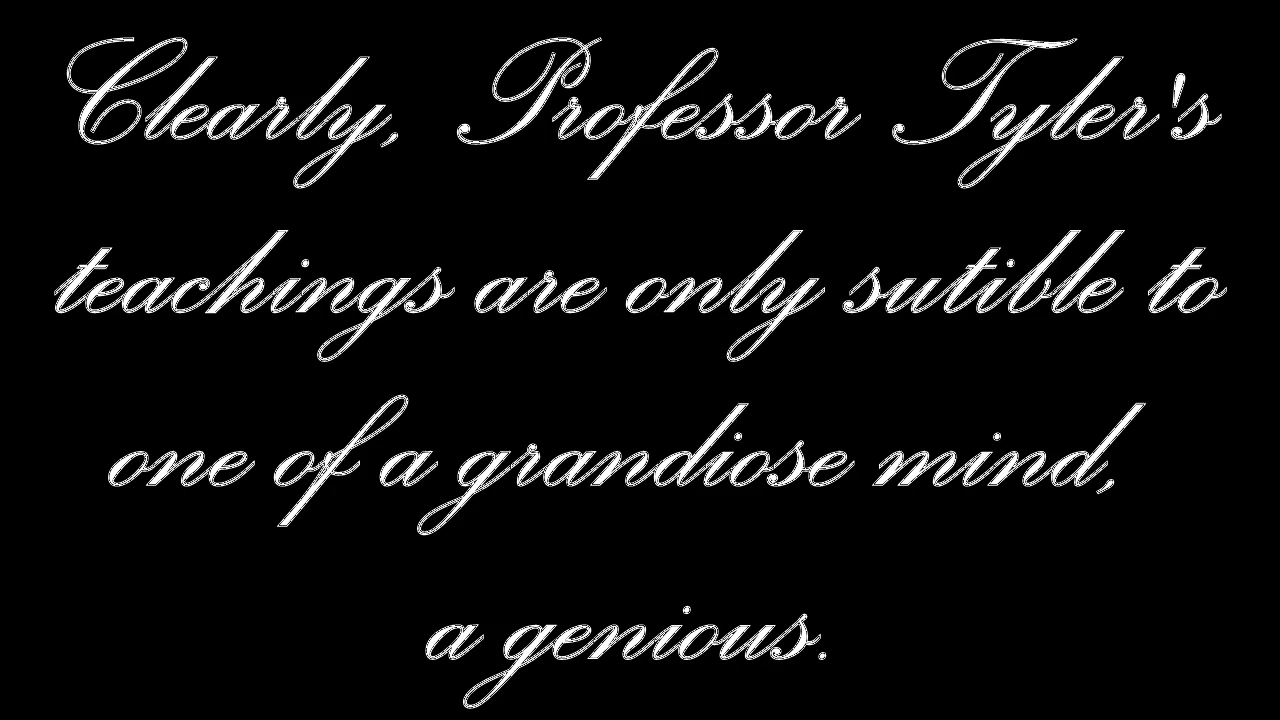 Clearly, Professor Tyler's
teachings are only sutible to
one of a grandiose mind,
a genious.